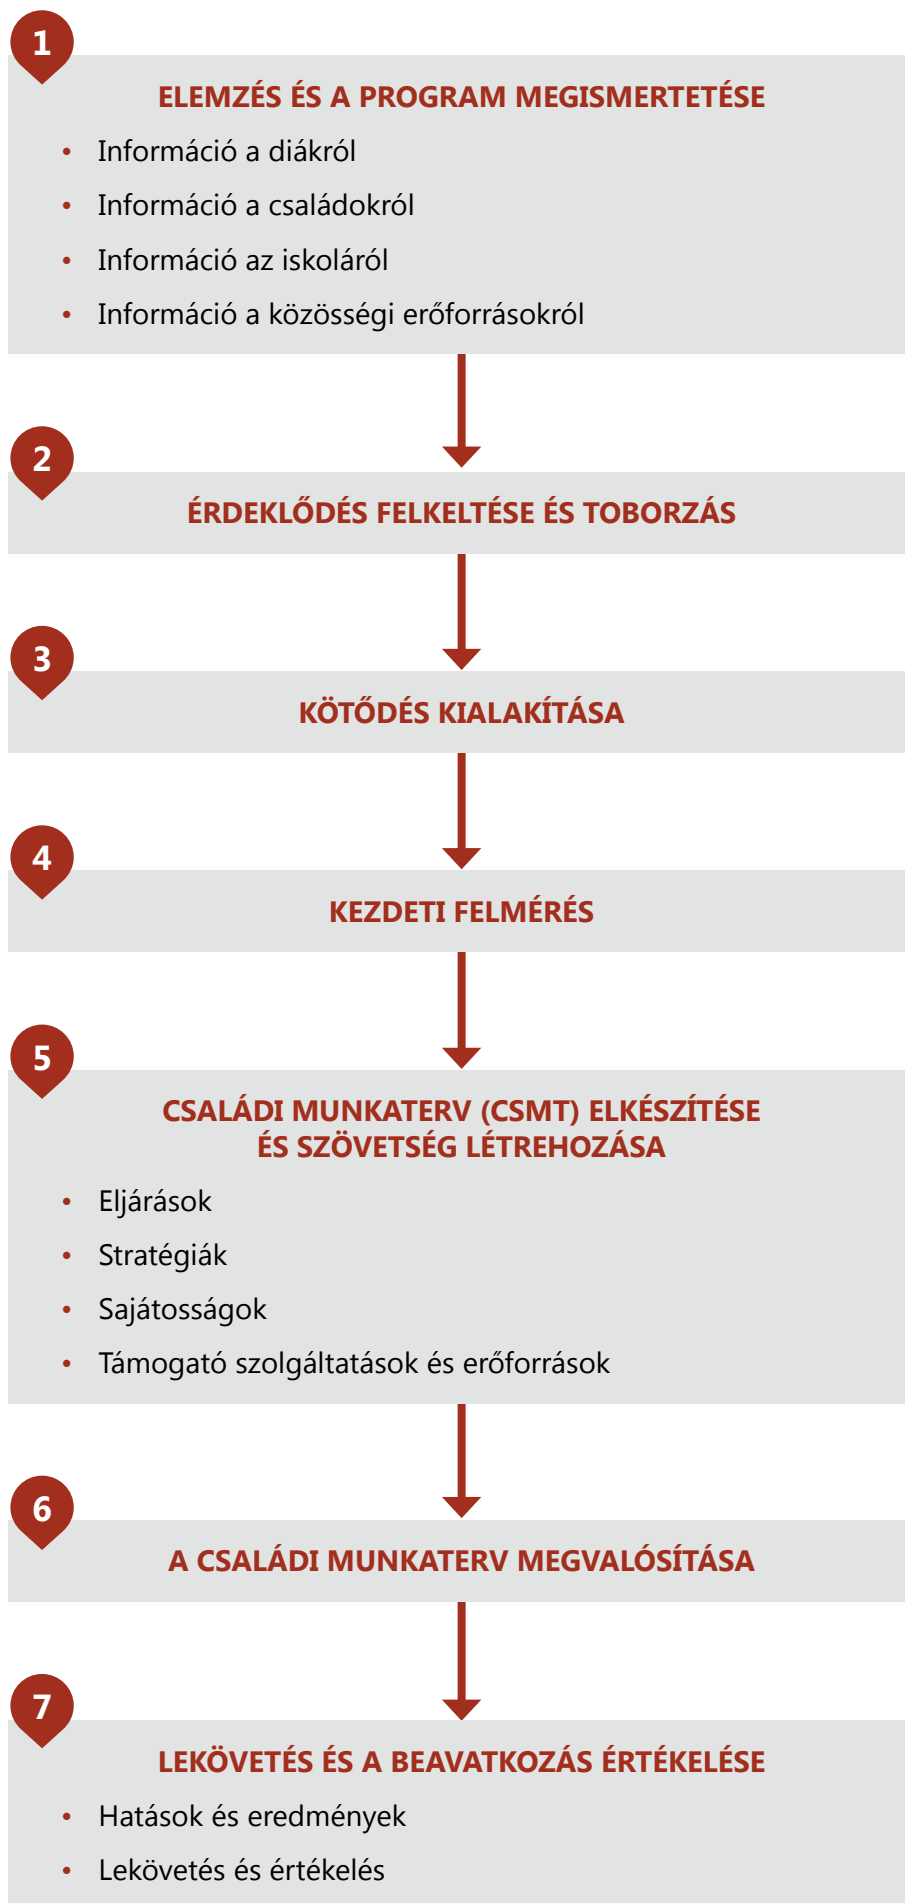 1
ELEMZÉS ÉS A PROGRAM MEGISMERTETÉSE
• Információ a diákról
• Információ a családokról
• Információ az iskoláról
• Információ a közösségi erőforrásokról
2
ÉRDEKLŐDÉS FELKELTÉSE ÉS TOBORZÁS
3
KÖTŐDÉS KIALAKÍTÁSA
4
KEZDETI FELMÉRÉS
5
CSALÁDI MUNKATERV (CSMT) ELKÉSZÍTÉSE
ÉS SZÖVETSÉG LÉTREHOZÁSA
• Eljárások
• Stratégiák
• Sajátosságok
• Támogató szolgáltatások és erőforrások
6
A CSALÁDI MUNKATERV MEGVALÓSÍTÁSA
7
LEKÖVETÉS ÉS A BEAVATKOZÁS ÉRTÉKELÉSE
• Hatások és eredmények
• Lekövetés és értékelés